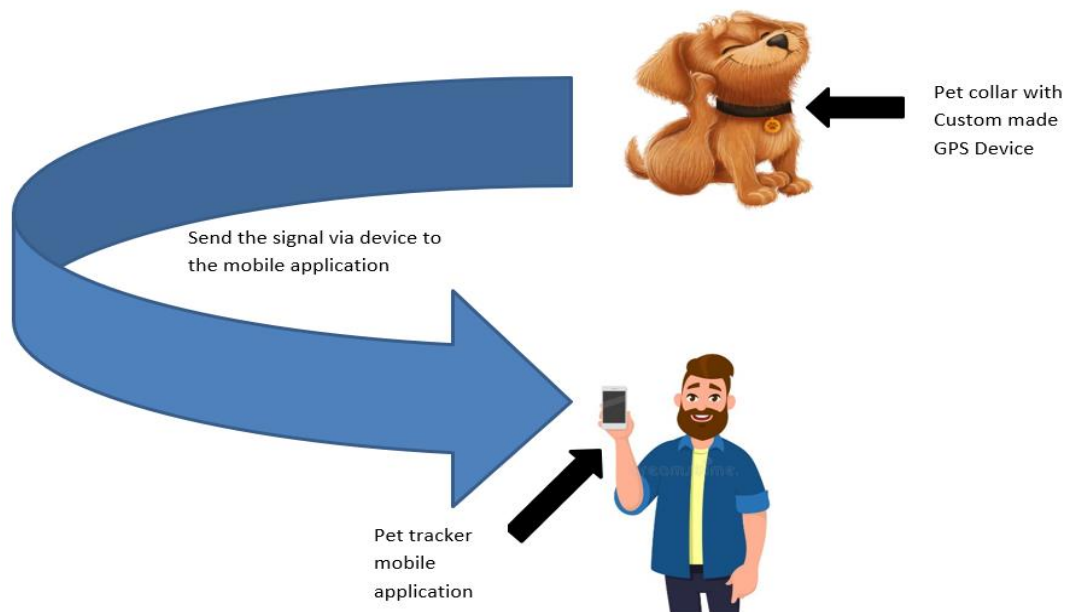 Pet collar with
Custom made
GPS Device
Send the signal via device to
the mobile application
Pet tracker
mobile
application